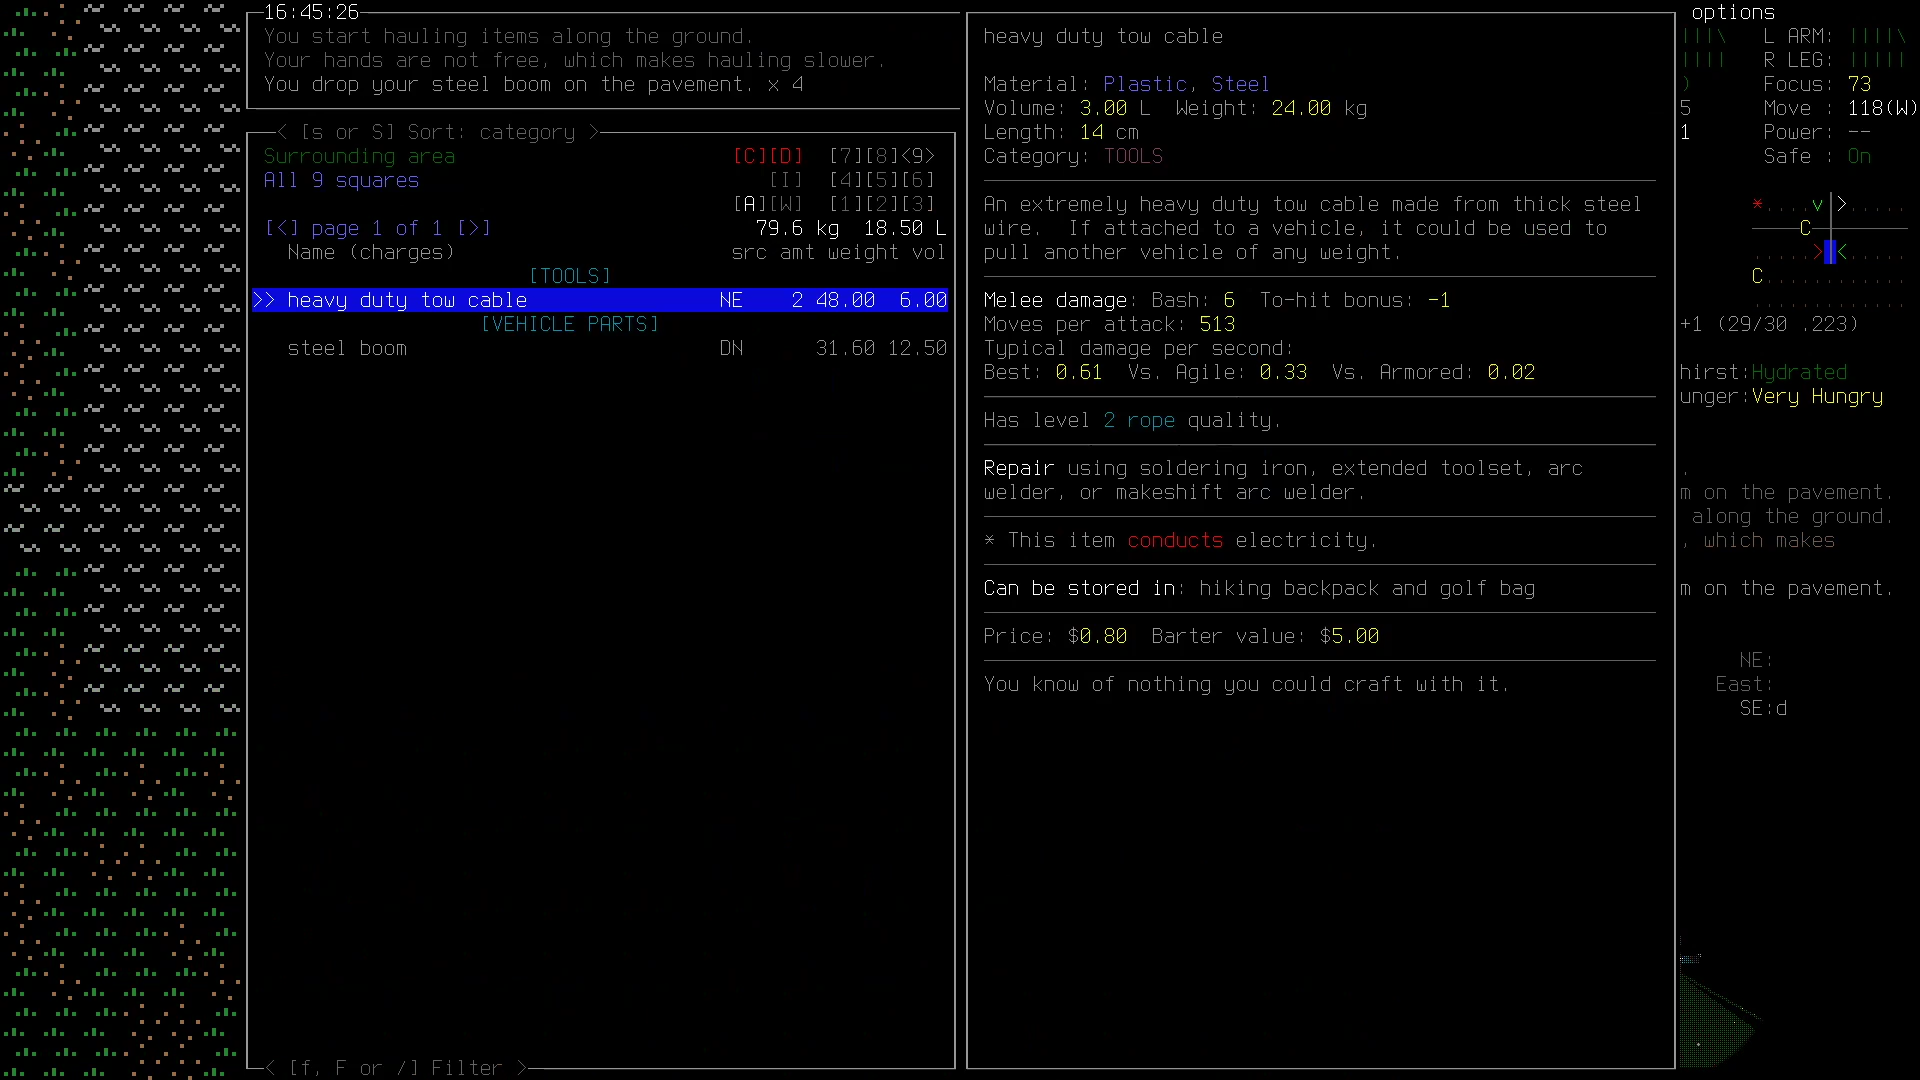 16:45:26
You start hauling items along the ground.
Your hands are not free, which makes hauling slower.
You drop your steel boom on the pavement. x 4
< [s or S] Sort: category >
Surrounding area [C][D] [7][8]<9>
All 9 squares [I] [4][5][6]
[A][W] [1][2][3]
[<] page 1 of 1 [>] 79.6 kg 18.50 L
Name (charges) src amt weight vol
[TOOLS]
>> heavy duty tow cable NE 2 48.00 6.00
[VEHICLE PARTS]
steel boom DN 31.60 12.50
< [f, F or /] Filter >
heavy duty tow cable
Material: Plastic, Steel
Volume: 3.00 L Weight: 24.00 kg
Length: 14 cm
Category: TOOLS
An extremely heavy duty tow cable made from thick steel
wire. If attached to a vehicle, it could be used to
pull another vehicle of any weight.
Melee damage: Bash: 6 To-hit bonus: -1
Moves per attack: 513
Typical damage per second:
Best: 0.61 Vs. Agile: 0.33 Vs. Armored: 0.02
Has level 2 rope quality.
Repair using soldering iron, extended toolset, arc
welder, or makeshift arc welder.
* This item conducts electricity.
Can be stored in: hiking backpack and golf bag
Price: $0.80 Barter value: $5.00
You know of nothing you could craft with it.
options
|||\ L ARM: ||||\
|||| R LEG: |||||
) Focus: 73
5 Move : 118(W)
1 Power: --
Safe : On
*....v|>.....
C
.....>|<.....
C............
+1 (29/30 .223)
hirst:Hydrated
unger:Very Hungry
.
m on the pavement.
along the ground.
, which makes
m on the pavement.
NE:
East:
SE:d